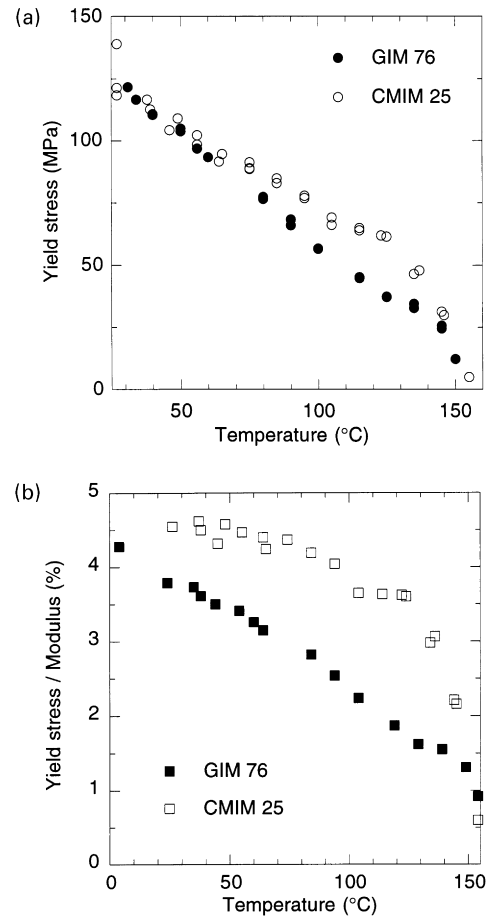 (a)
150
100
50
0
Yield stress (MPa)
GIM 76
CMIM 25
50
100
150
Temperature (°C)
(b)
5
4
3
2
1
0
Yield stress / Modulus (%)
GIM 76
CMIM 25
0
50
100
150
Temperature (°C)